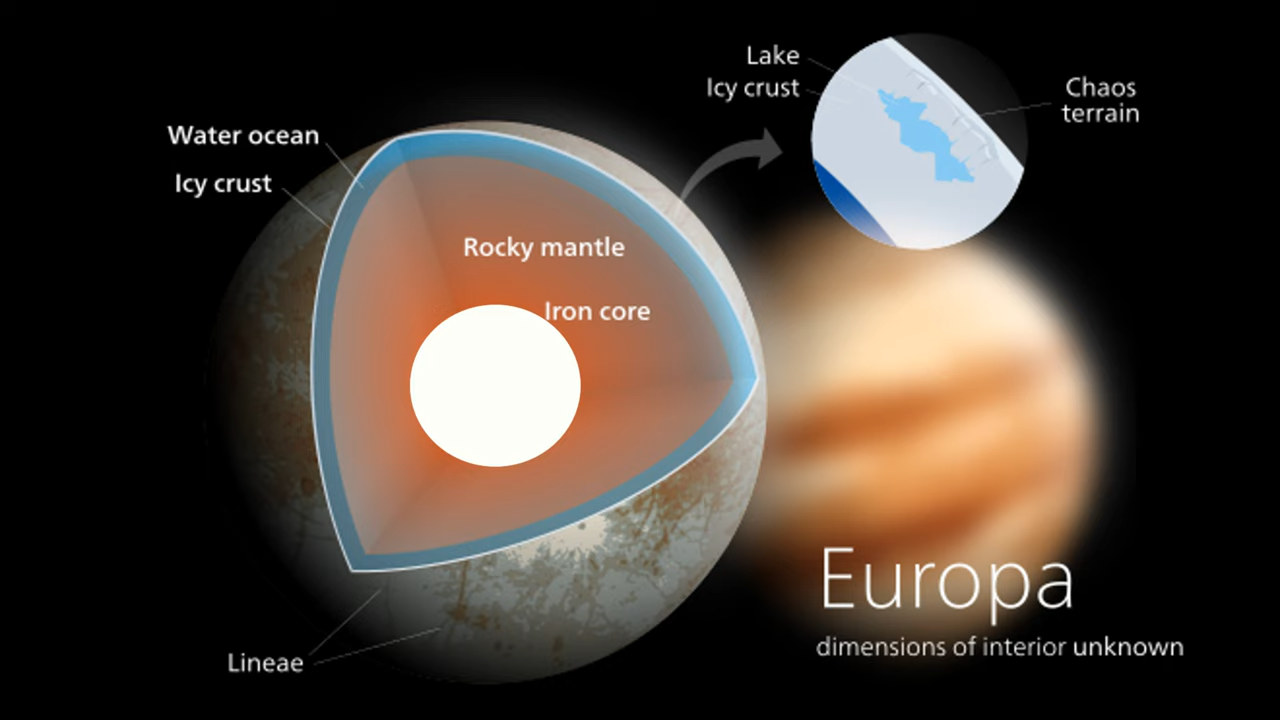 Lake
Icy crust
Chaos
terrain
Water ocean
Icy crust
Rocky mantle
Iron core
Europa
dimensions of interior unknown
Lineae